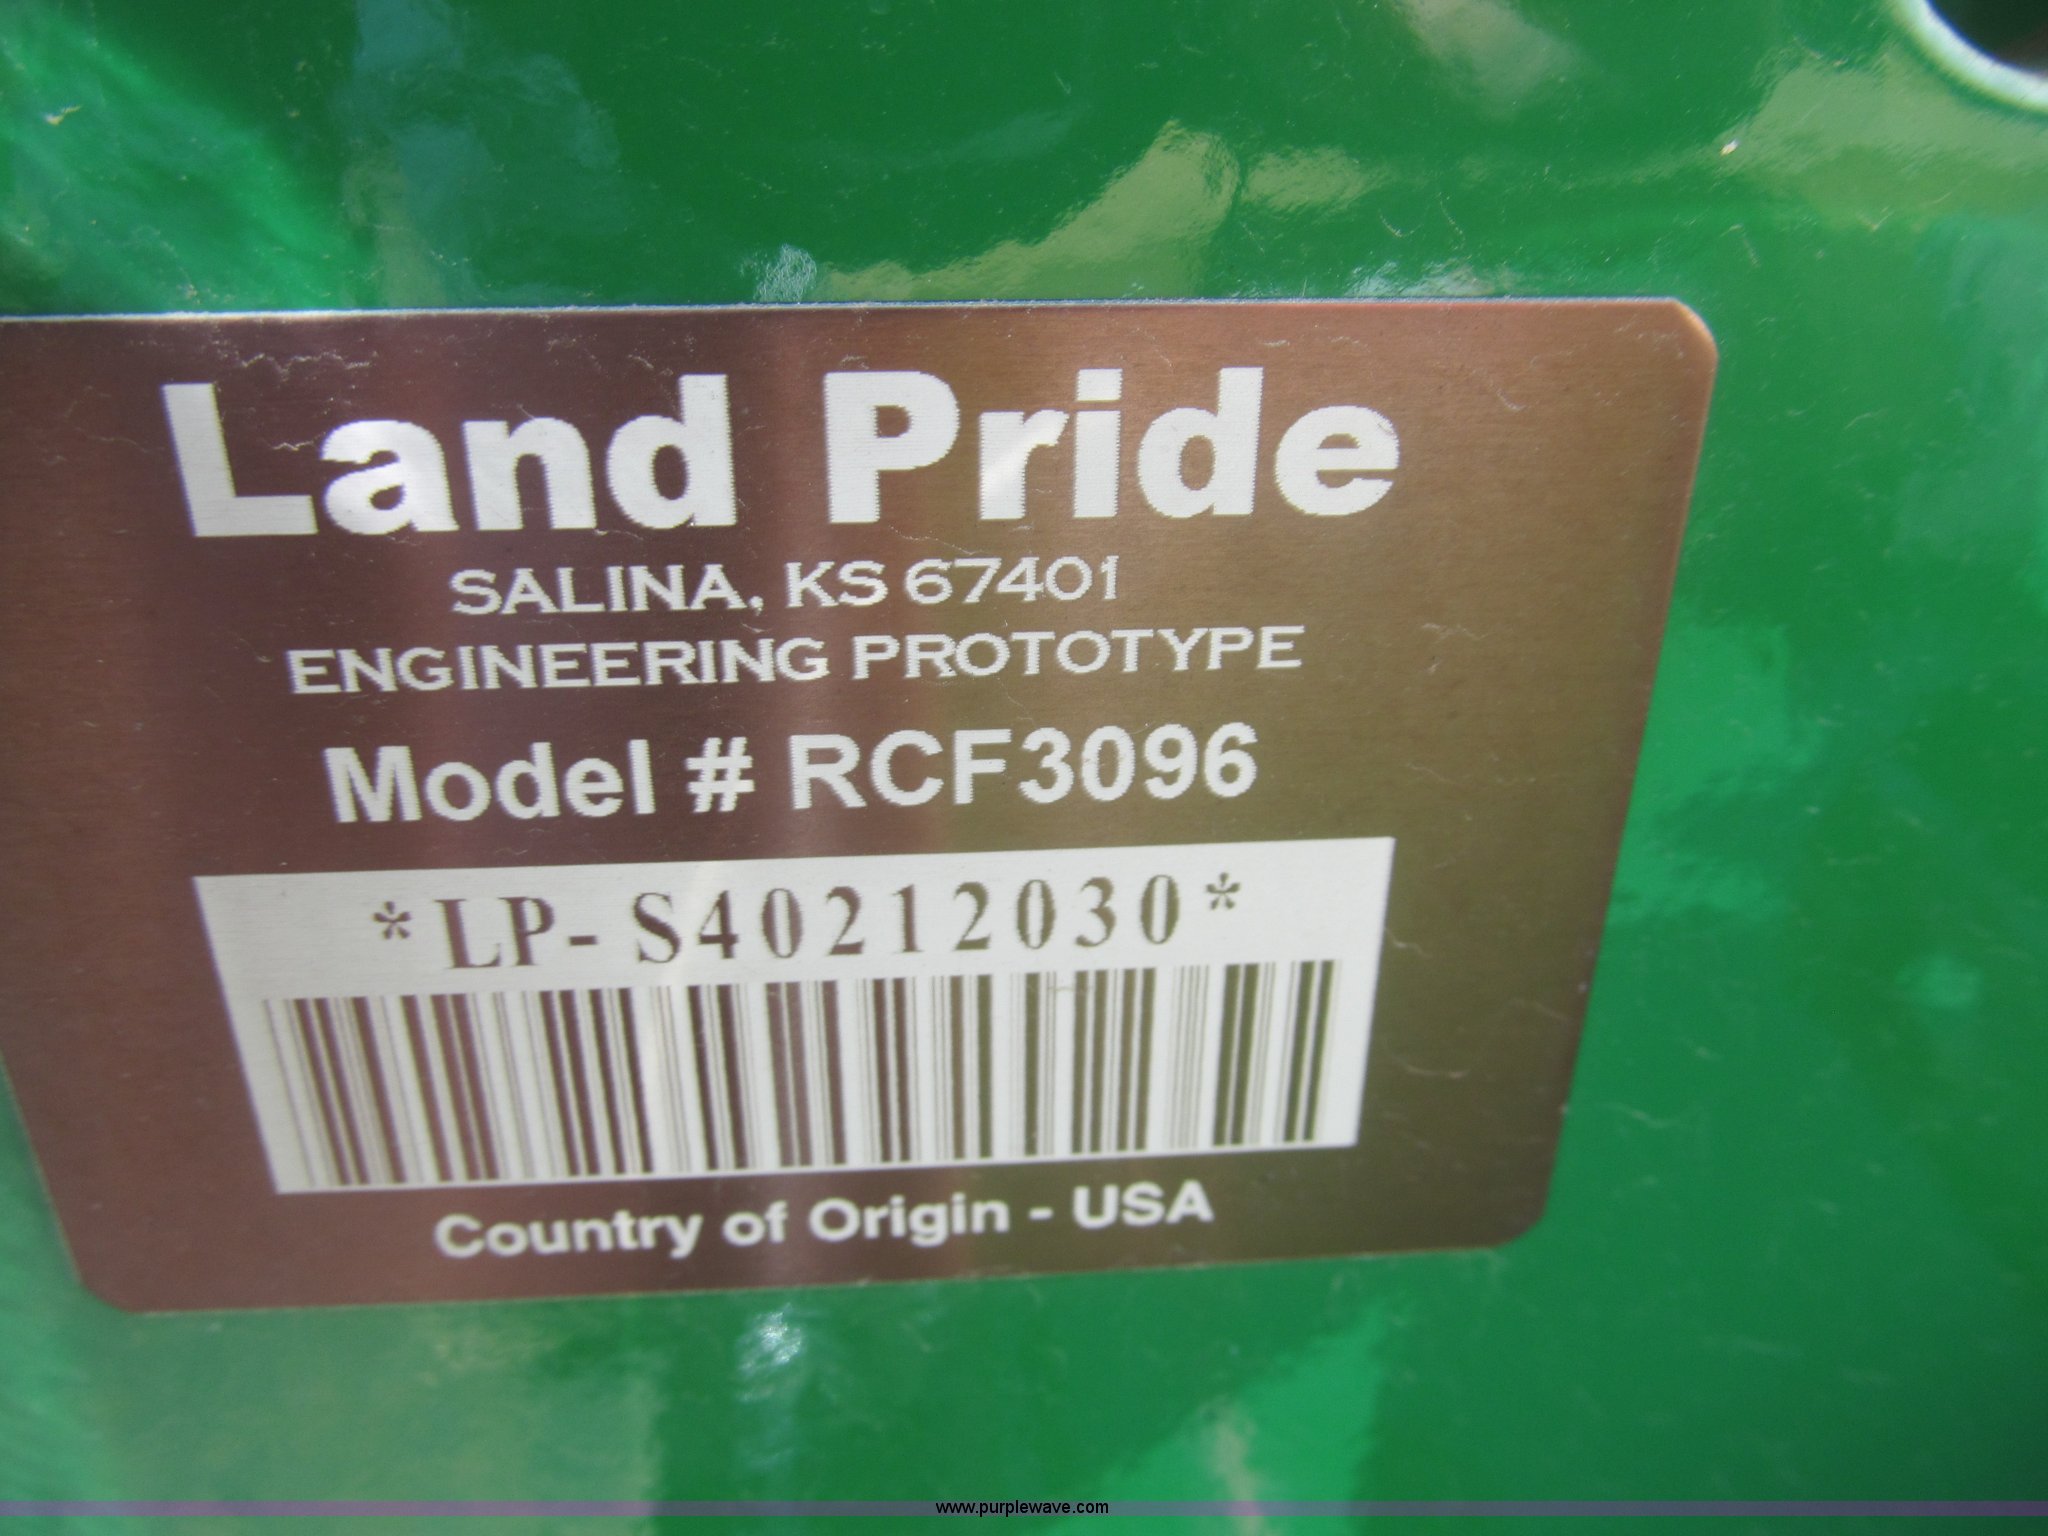 Land Pride
SALINA, KS 67401
ENGINEERING PROTOTYPE
Model # RCF3096
*LP- S40212030*
Country of Origin - USA
www.purplewave.com